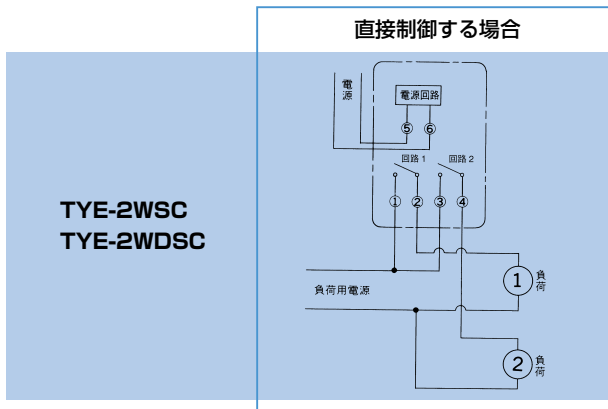 直接制御する場合
TYE-2WSC
TYE-2WDSC
電源
電源回路
⑤ ⑥
回路1 回路2
① ② ③ ④
負荷用電源
① 負荷
② 負荷